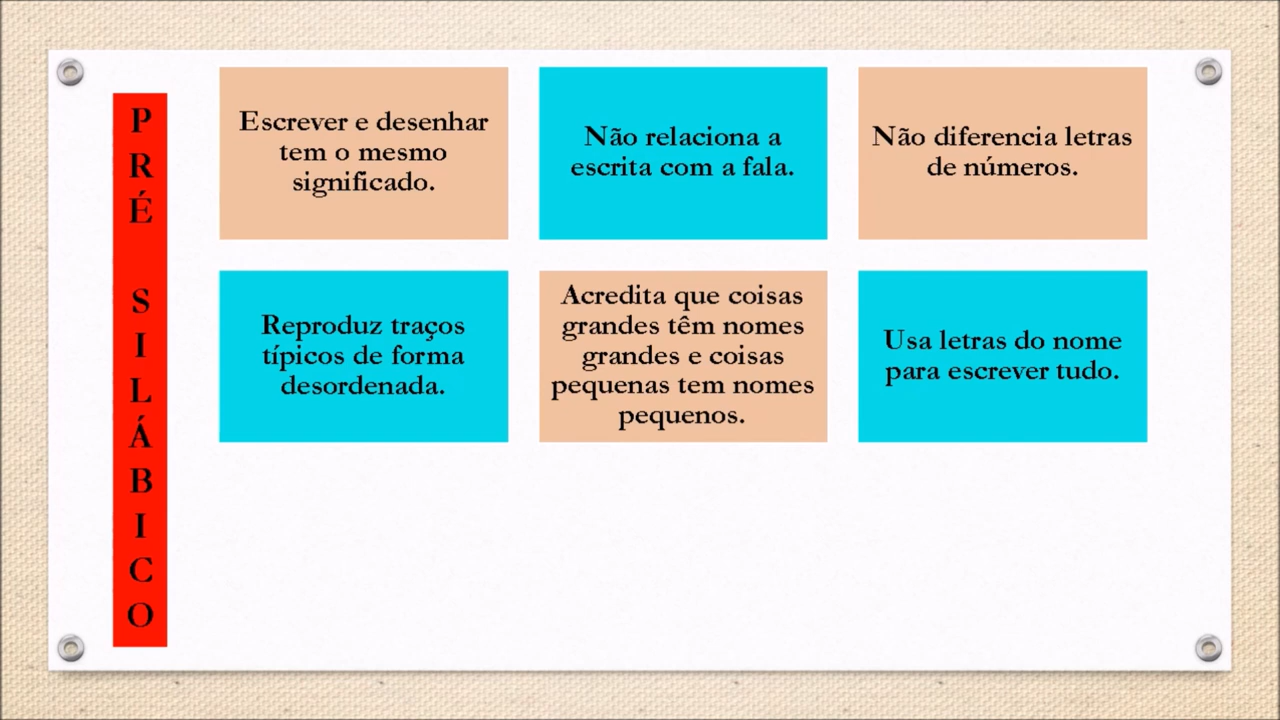 PRÉ SILÁBICO
Escrever e desenhar
tem o mesmo
significado.
Não relaciona a
escrita com a fala.
Não diferencia letras
de números.
Reproduz traços
típicos de forma
desordenada.
Acredita que coisas
grandes têm nomes
grandes e coisas
pequenas tem nomes
pequenos.
Usa letras do nome
para escrever tudo.